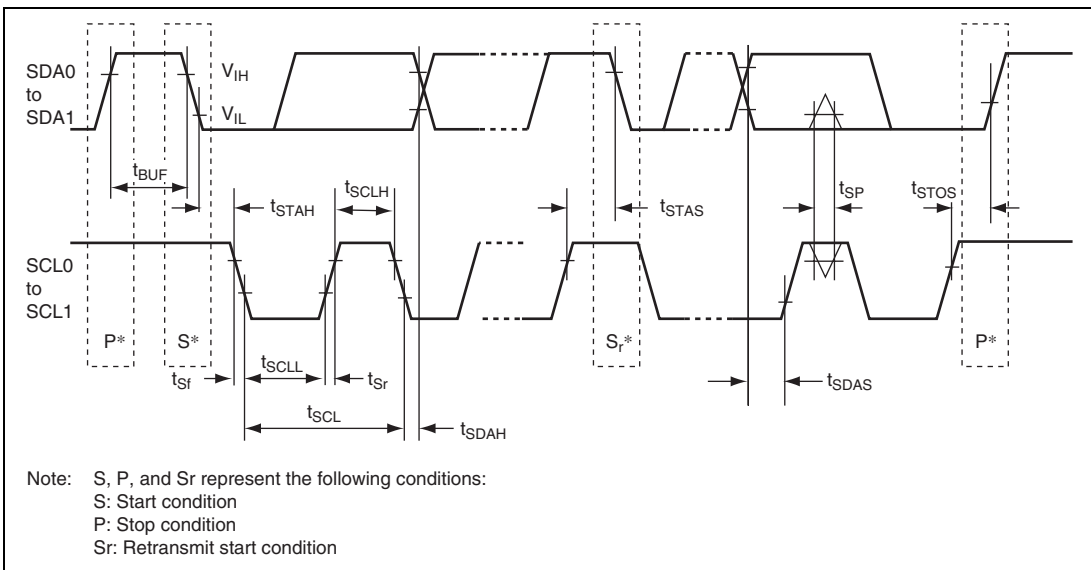 SDA0
to
SDA1
VIH
VIL
tBUF
tSTAH
tSCLH
tSTAS
tSP
tSTOS
SCL0
to
SCL1
P*
S*
Sr*
P*
tSf
tSCLL
tSr
tSDAS
tSCL
tSDAH
Note: S, P, and Sr represent the following conditions:
S: Start condition
P: Stop condition
Sr: Retransmit start condition